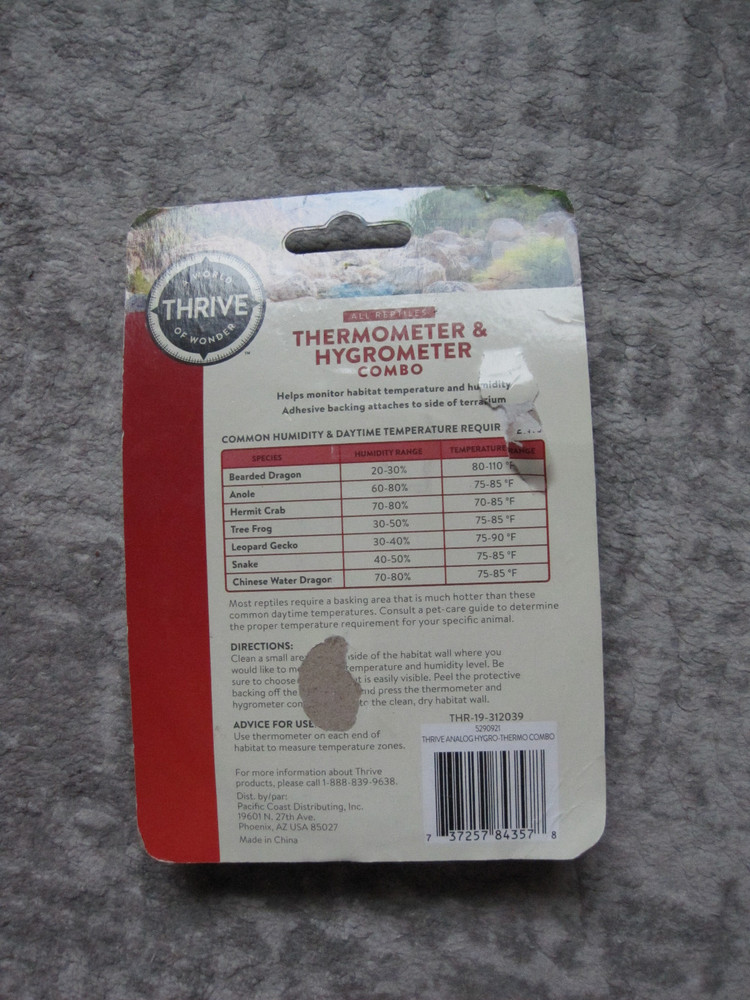 A WORLD
THRIVE
OF WONDER
™
ALL REPTILES
THERMOMETER &
HYGROMETER
COMBO
Helps monitor habitat temperature and humidity
Adhesive backing attaches to side of terrarium
COMMON HUMIDITY & DAYTIME TEMPERATURE
SPECIES HUMIDITY RANGE TEMPERATURE RANGE
Bearded Dragon 20-30% 80-110 °F
Anole 60-80% 75-85 °F
Hermit Crab 70-80% 70-85 °F
Tree Frog 30-50% 75-85 °F
Leopard Gecko 30-40% 75-90 °F
Snake 40-50% 75-85 °F
Chinese Water Dragon 70-80% 75-85 °F
Most reptiles require a basking area that is much hotter than these
common daytime temperatures. Consult a pet-care guide to determine
the proper temperature requirement for your specific animal.
DIRECTIONS:
Clean a small side of the habitat wall where you
would like to temperature and humidity level. Be
sure to choose is easily visible. Peel the protective
backing off the and press the thermometer and
hygrometer the clean, dry habitat wall.
ADVICE FOR USE
Use thermometer on each end of
habitat to measure temperature zones.
For more information about Thrive
products, please call 1-888-839-9638.
Dist. by/par:
Pacific Coast Distributing, Inc.
19601 N. 27th Ave.
Phoenix, AZ USA 85027
Made in China
THR-19-312039
5290921
THRIVE ANALOG HYGRO-THERMO COMBO
7 37257 84357 8